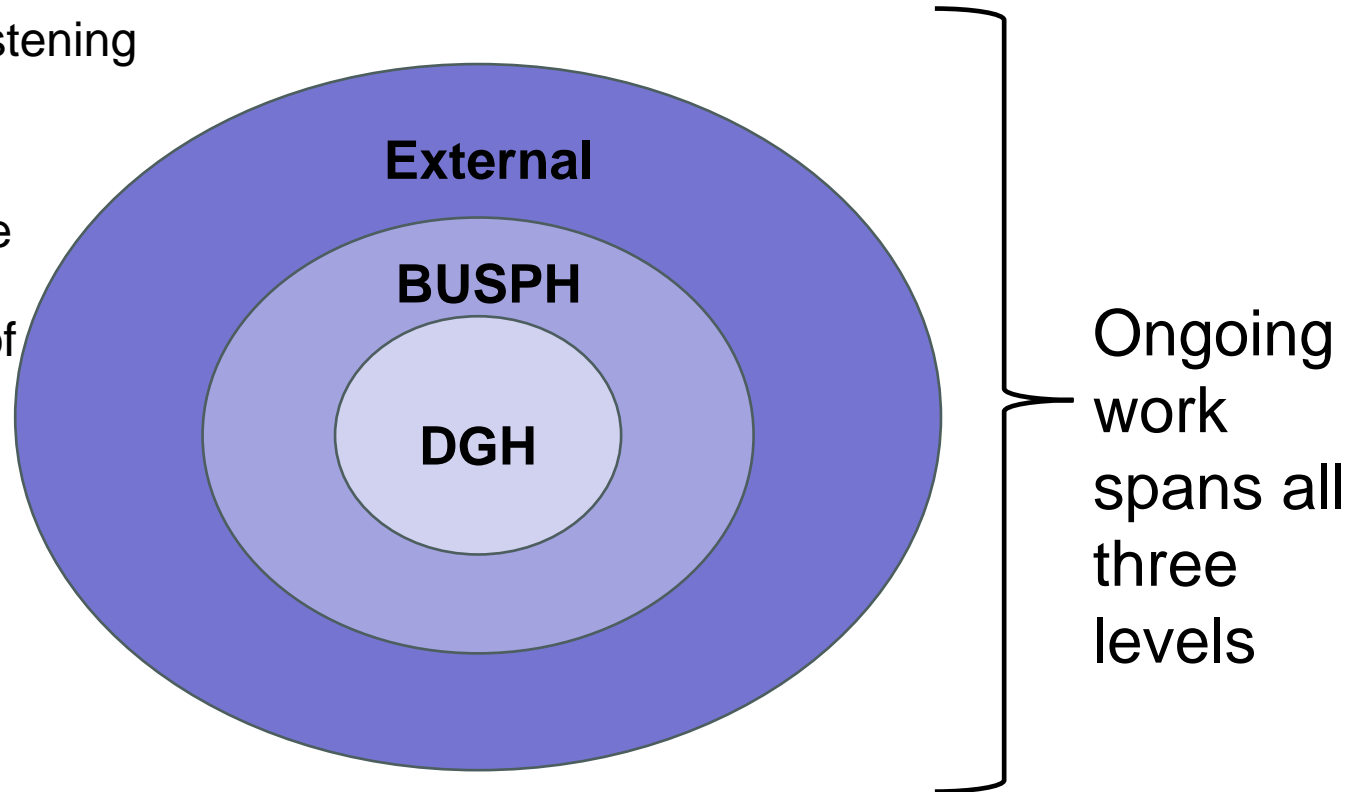 stening
e
of
External
BUSPH
DGH
Ongoing
work
spans all
three
levels